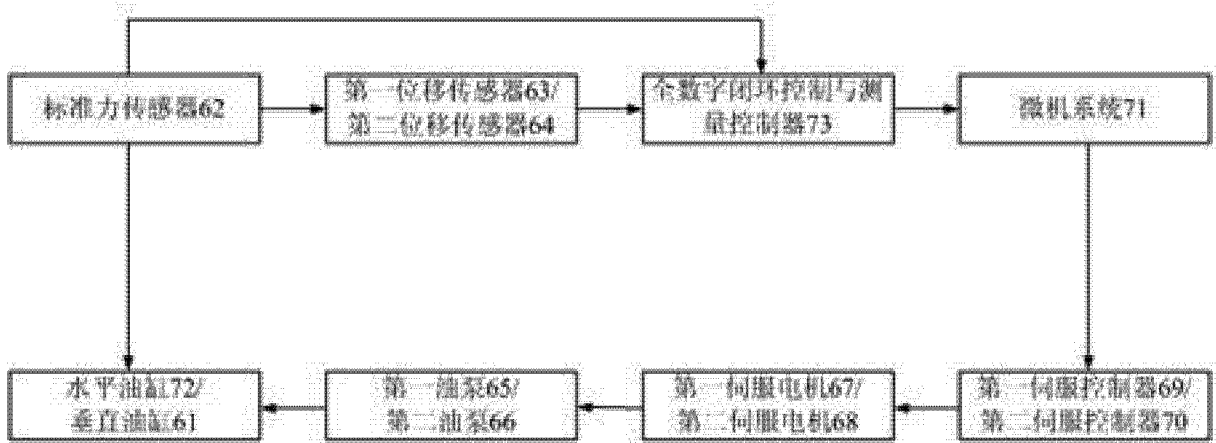 标准力传感器62
第一位移传感器63/
第二位移传感器64
全数字闭环控制与测
量控制器73
微机系统71
水平油缸72/
垂直油缸61
第一油泵65/
第二油泵66
第一伺服电机67/
第二伺服电机68
第一伺服控制器69/
第二伺服控制器70